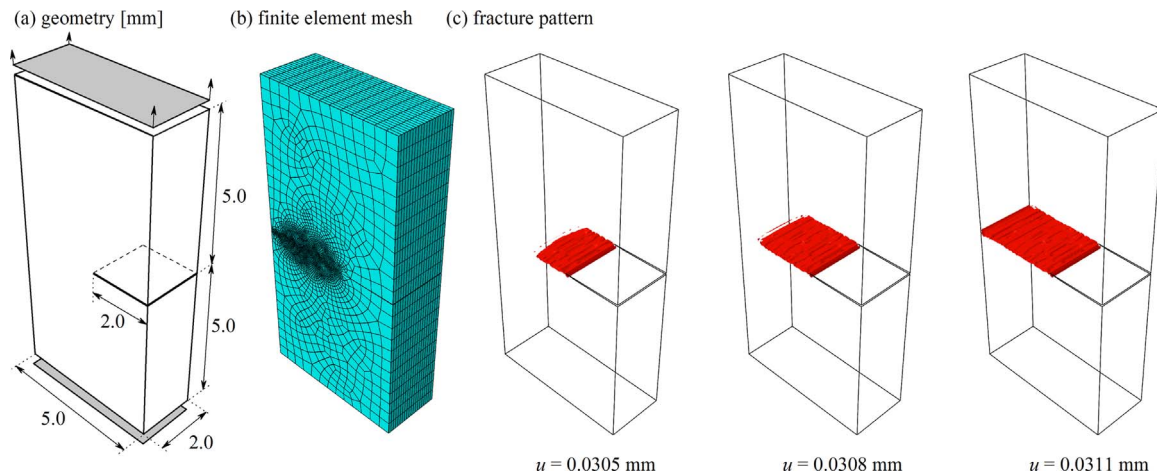 (a) geometry [mm]
(b) finite element mesh
(c) fracture pattern
5.0
2.0
5.0
5.0
2.0
u = 0.0305 mm
u = 0.0308 mm
u = 0.0311 mm